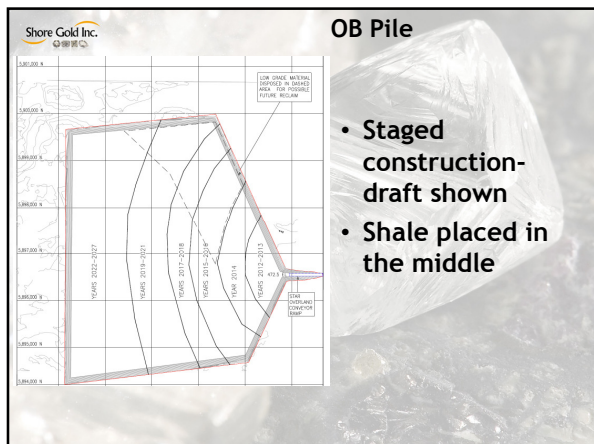 Shore Gold Inc.
OB Pile
5,901,000 N
5,900,000 N
5,899,000 N
5,898,000 N
5,897,000 N
5,896,000 N
5,895,000 N
5,894,000 N
LOW GRADE MATERIAL
DISPOSED IN DASHED
AREA FOR POSSIBLE
FUTURE RECLAIM
YEARS 2022-2027
YEARS 2019-2021
YEARS 2017-2018
YEARS 2015-2016
YEAR 2014
YEARS 2012-2013
472.5
STAR
OVERLAND
CONVEYOR
RAMP
• Staged
construction-
draft shown
• Shale placed in
the middle